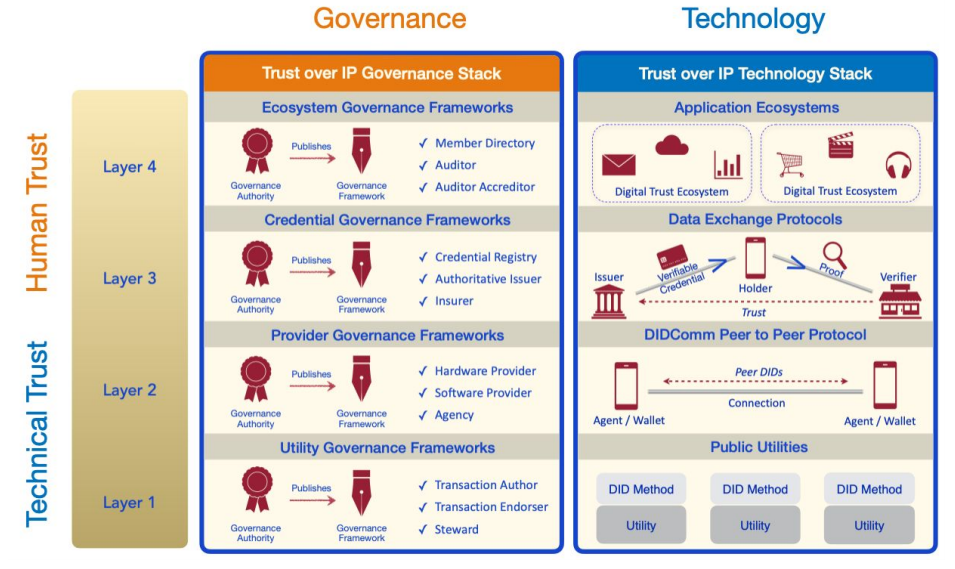 Governance
Technology
Human Trust
Technical Trust
Layer 4
Layer 3
Layer 2
Layer 1
Trust over IP Governance Stack
Ecosystem Governance Frameworks
Publishes
Governance
Authority
Governance
Framework
✓ Member Directory
✓ Auditor
✓ Auditor Accreditor
Credential Governance Frameworks
Publishes
Governance
Authority
Governance
Framework
✓ Credential Registry
✓ Authoritative Issuer
✓ Insurer
Provider Governance Frameworks
Publishes
Governance
Authority
Governance
Framework
✓ Hardware Provider
✓ Software Provider
✓ Agency
Utility Governance Frameworks
Publishes
Governance
Authority
Governance
Framework
✓ Transaction Author
✓ Transaction Endorser
✓ Steward
Trust over IP Technology Stack
Application Ecosystems
Digital Trust Ecosystem
Digital Trust Ecosystem
Data Exchange Protocols
Issuer
Verifiable
Credential
Holder
Proof
Verifier
Trust
DIDComm Peer to Peer Protocol
Peer DIDs
Connection
Agent / Wallet
Agent / Wallet
Public Utilities
DID Method
DID Method
DID Method
Utility
Utility
Utility